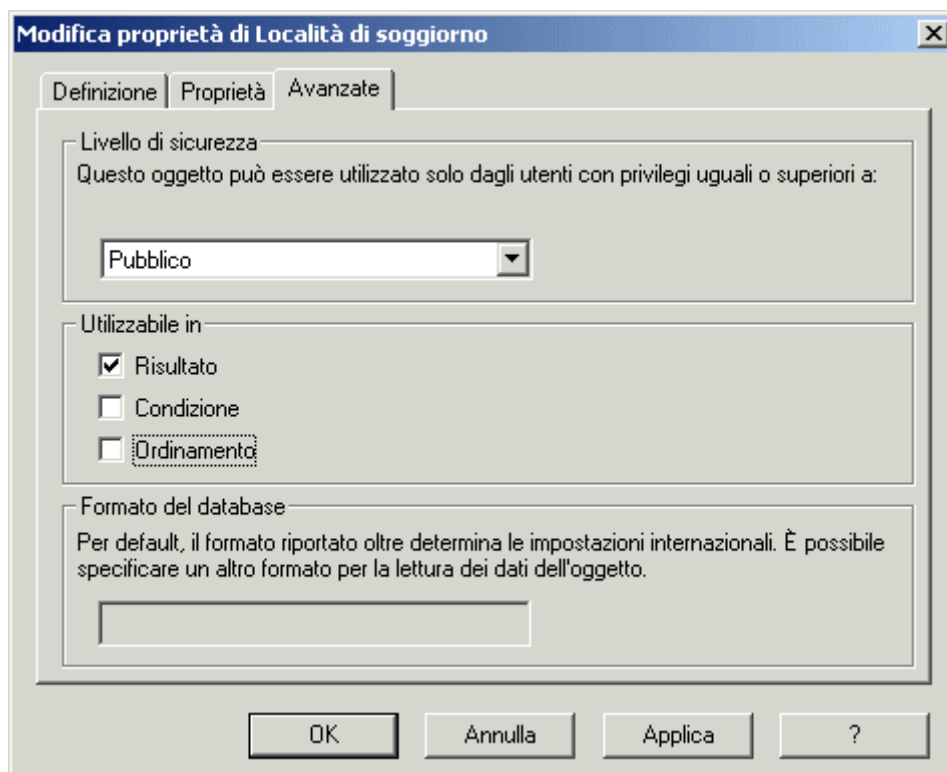 Modifica proprietà di Località di soggiorno
Definizione Proprietà Avanzate
Livello di sicurezza
Questo oggetto può essere utilizzato solo dagli utenti con privilegi uguali o superiori a:
Pubblico
Utilizzabile in
Risultato
Condizione
Ordinamento
Formato del database
Per default, il formato riportato oltre determina le impostazioni internazionali. È possibile
specificare un altro formato per la lettura dei dati dell'oggetto.
OK Annulla Applica ?